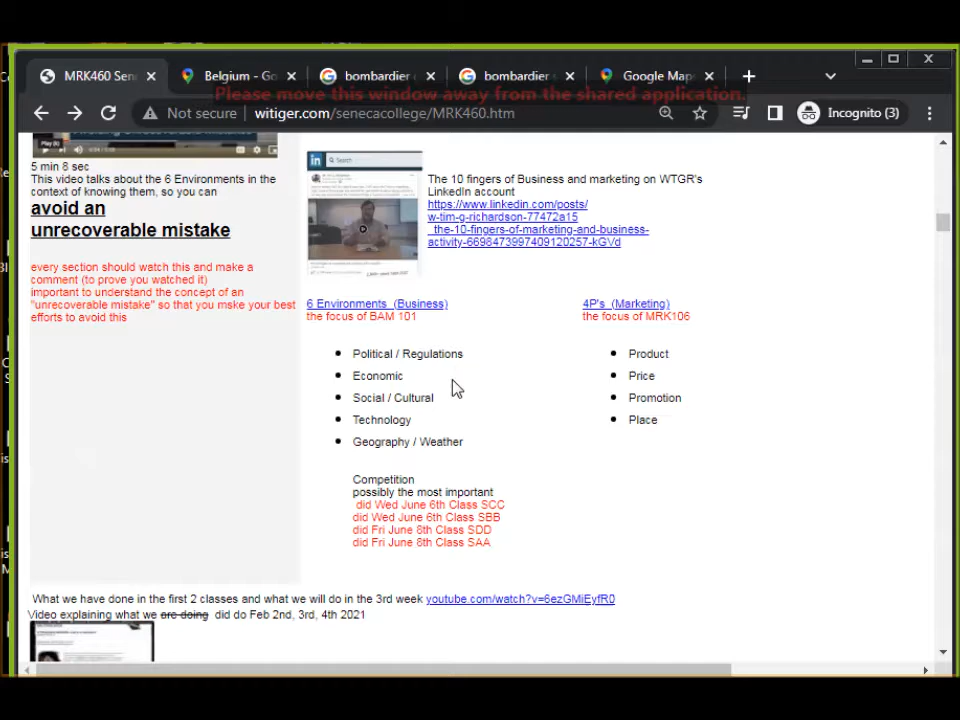 MRK460 Sen
Belgium - Go
bombardier
bombardier
Google Map
Please move this window away from the shared application.
Not secure
witiger.com/senecacollege/MRK460.htm
Incognito (3)
5 min 8 sec
This video talks about the 6 Environments in the
context of knowing them, so you can
avoid an
unrecoverable mistake
every section should watch this and make a
comment (to prove you watched it)
important to understand the concept of an
"unrecoverable mistake" so that you mske your best
efforts to avoid this
in
Search
The 10 fingers of Business and marketing on WTGR's
LinkedIn account
https://www.linkedin.com/posts/
w-tim-g-richardson-77472a15
_the-10-fingers-of-marketing-and-business-
activity-6698473997409120257-kGVd
6 Environments (Business)
the focus of BAM 101
• Political / Regulations
• Economic
• Social / Cultural
• Technology
• Geography / Weather
Competition
possibly the most important
did Wed June 6th Class SCC
did Wed June 6th Class SBB
did Fri June 8th Class SDD
did Fri June 8th Class SAA
4P's (Marketing)
the focus of MRK106
• Product
• Price
• Promotion
• Place
What we have done in the first 2 classes and what we will do in the 3rd week youtube.com/watch?v=6ezGMiEyfR0
Video explaining what we are doing did do Feb 2nd, 3rd, 4th 2021